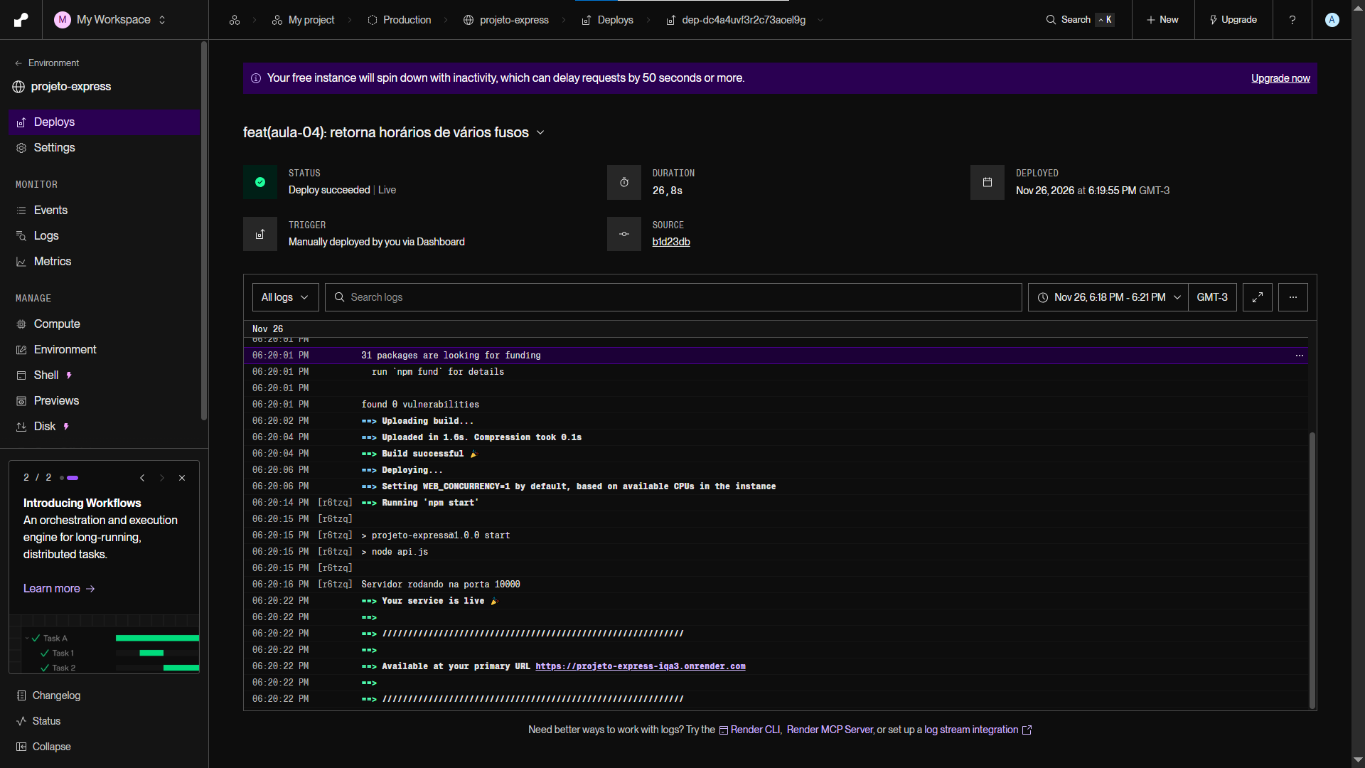 M My Workspace
My project
Production
projeto-express
Deploys
dep-dc4a4uvf3r2c73aoel9g
Search ^ K
+ New
Upgrade
?
A
← Environment
projeto-express
Deploys
Settings
MONITOR
Events
Logs
Metrics
MANAGE
Compute
Environment
Shell
Previews
Disk
2 / 2
Introducing Workflows
An orchestration and execution
engine for long-running,
distributed tasks.
Learn more →
Task A
Task 1
Task 2
Changelog
Status
Collapse
Your free instance will spin down with inactivity, which can delay requests by 50 seconds or more.
Upgrade now
feat(aula-04): retorna horários de vários fusos
STATUS
Deploy succeeded | Live
DURATION
26,8s
DEPLOYED
Nov 26, 2026 at 6:19:55 PM GMT-3
TRIGGER
Manually deployed by you via Dashboard
SOURCE
b1d23db
All logs
Search logs
Nov 26, 6:18 PM - 6:21 PM
GMT-3
...
Nov 26
06:20:01 PM
06:20:01 PM 31 packages are looking for funding ...
06:20:01 PM run `npm fund` for details
06:20:01 PM
06:20:01 PM found 0 vulnerabilities
06:20:02 PM ==> Uploading build...
06:20:04 PM ==> Uploaded in 1.6s. Compression took 0.1s
06:20:04 PM ==> Build successful 🎉
06:20:06 PM ==> Deploying...
06:20:06 PM ==> Setting WEB_CONCURRENCY=1 by default, based on available CPUs in the instance
06:20:14 PM [r6tzq] ==> Running 'npm start'
06:20:15 PM [r6tzq]
06:20:15 PM [r6tzq] > projeto-express@1.0.0 start
06:20:15 PM [r6tzq] > node api.js
06:20:15 PM [r6tzq]
06:20:16 PM [r6tzq] Servidor rodando na porta 10000
06:20:22 PM ==> Your service is live 🎉
06:20:22 PM ==>
06:20:22 PM ==> ///////////////////////////////////////////////////////////
06:20:22 PM ==>
06:20:22 PM ==> Available at your primary URL https://projeto-express-iqa3.onrender.com
06:20:22 PM ==>
06:20:22 PM ==> ///////////////////////////////////////////////////////////
Need better ways to work with logs? Try the Render CLI, Render MCP Server, or set up a log stream integration